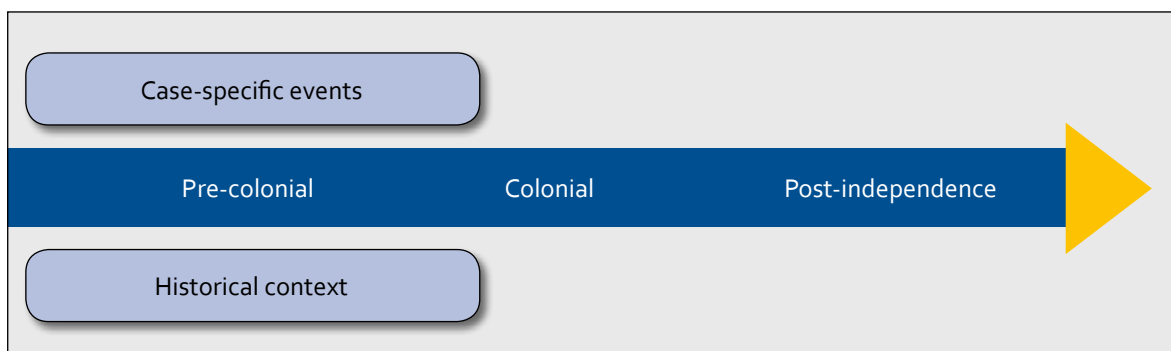 Case-specific events
Pre-colonial Colonial Post-independence
Historical context